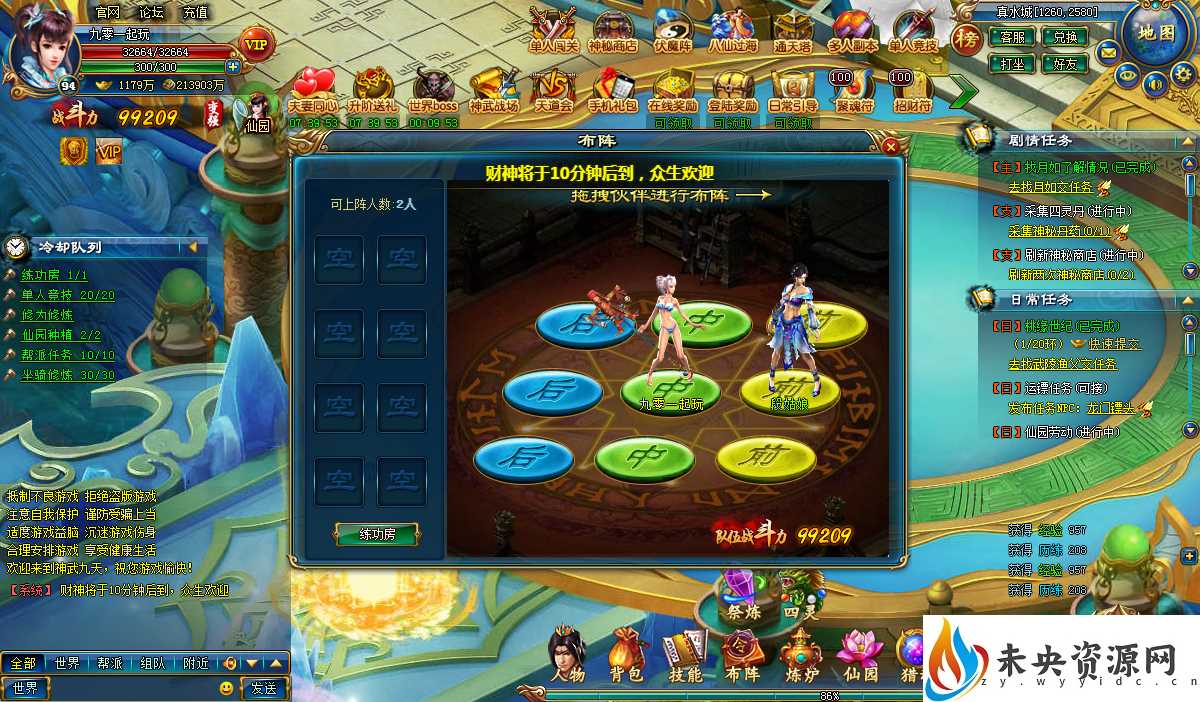 官网 论坛 充值
九零一起玩
VIP
32664/32664
300/300
94
1179万 213903万
战斗力 99209
变强
仙园
VIP
单人闯关 神秘商店 伏魔阵 八仙过海 通天塔 多人副本 单人竞技
榜
真水城[1260,2580]
客服 兑换
打坐 好友
地图
100 100
夫妻同心 升阶送礼 世界boss 神武战场 天道会 手机礼包 在线奖励 登陆奖励 日常引导 聚魂符 招财符
07 39 53 07 39 53 00 09 53 可领取 可领取 可领取
布阵
财神将于10分钟后到，众生欢迎
可上阵人数:2人
拖拽伙伴进行布阵
空 空
空 空
空 空
空 空
练功房
后 中 前
后 中 前
九零一起玩 段姑娘
后 中 前
队伍战斗力 99209
冷却队列
练功房 1/1
单人竞技 20/20
修为修炼
仙园种植 2/2
帮派任务 10/10
坐骑修炼 30/30
剧情任务
【主】找月如了解情况(已完成)
去找月如交任务
【支】采集四灵丹(进行中)
采集神秘丹药(0/1)
【支】刷新神秘商店(进行中)
刷新两次神秘商店(0/2)
日常任务
【日】桃缘世纪(已完成)
(1/20环) 快速提交
去找武陵渔父交任务
【日】运镖任务(可接)
发布任务NPC：龙门镖头
【日】仙园劳动(进行中)
抵制不良游戏 拒绝盗版游戏
注意自我保护 谨防受骗上当
适度游戏益脑 沉迷游戏伤身
合理安排游戏 享受健康生活
欢迎来到神武九天，祝您游戏愉快！
【系统】 财神将于10分钟后到，众生欢迎
获得 经验 957
获得 历练 208
获得 经验 957
获得 历练 208
全部 世界 帮派 组队 附近
世界 发送
祭炼 四灵
人物 背包 技能 布阵 炼炉 仙园 猎
86%
未央资源网
zy.wyyidc.cn